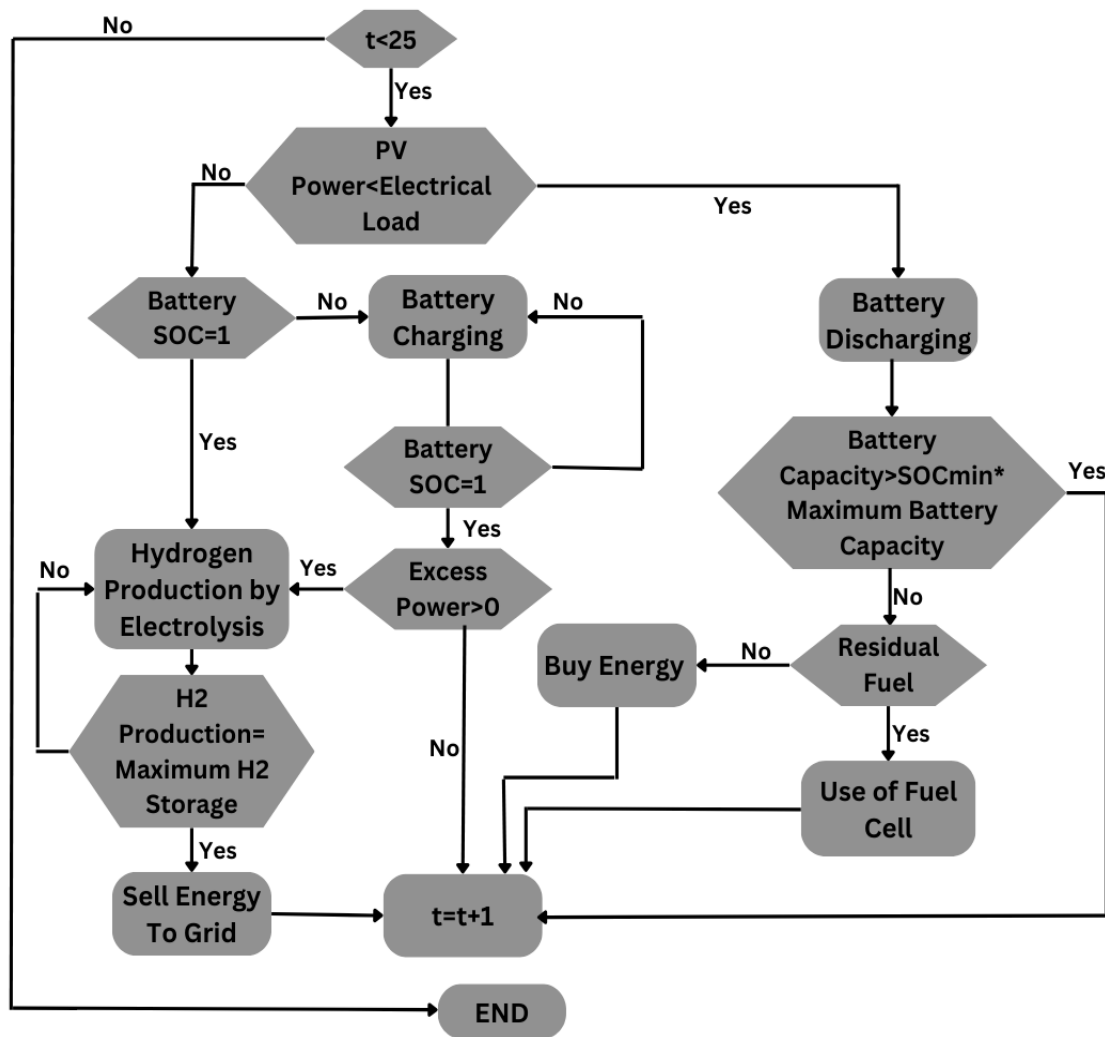 No
t<25
Yes
PV
Power<Electrical
Load
No
Yes
Battery
SOC=1
No
Battery
Charging
No
Battery
Discharging
Yes
Battery
SOC=1
Yes
Battery
Capacity>SOCmin*
Maximum Battery
Capacity
Yes
Hydrogen
Production by
Electrolysis
No
Yes
Excess
Power>0
No
Residual
Fuel
No
Buy Energy
Yes
H2
Production=
Maximum H2
Storage
No
Use of Fuel
Cell
Yes
Sell Energy
To Grid
t=t+1
END